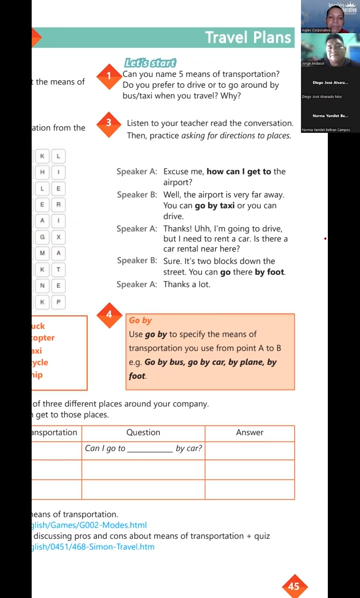 Travel Plans
Let's start
1
Can you name 5 means of transportation?
Do you prefer to drive or to go around by
bus/taxi when you travel? Why?
t the means of
3
Listen to your teacher read the conversation.
Then, practice asking for directions to places.
ation from the
K L
H I
L E
E R
A I
G X
M A
K T
N E
K P
Speaker A: Excuse me, how can I get to the
airport?
Speaker B: Well, the airport is very far away.
You can go by taxi or you can
drive.
Speaker A: Thanks! Uhh, I'm going to drive,
but I need to rent a car. Is there a
car rental near here?
Speaker B: Sure. It's two blocks down the
street. You can go there by foot.
Speaker A: Thanks a lot.
uck
copter
axi
ycle
hip
4
Go by
Use go by to specify the means of
transportation you use from point A to B
e.g. Go by bus, go by car, by plane, by
foot.
of three different places around your company.
get to those places.
ansportation Question Answer
Can I go to __________ by car?
means of transportation.
glish/Games/G002-Modes.html
discussing pros and cons about means of transportation + quiz
glish/0451/468-Simon-Travel.htm
45